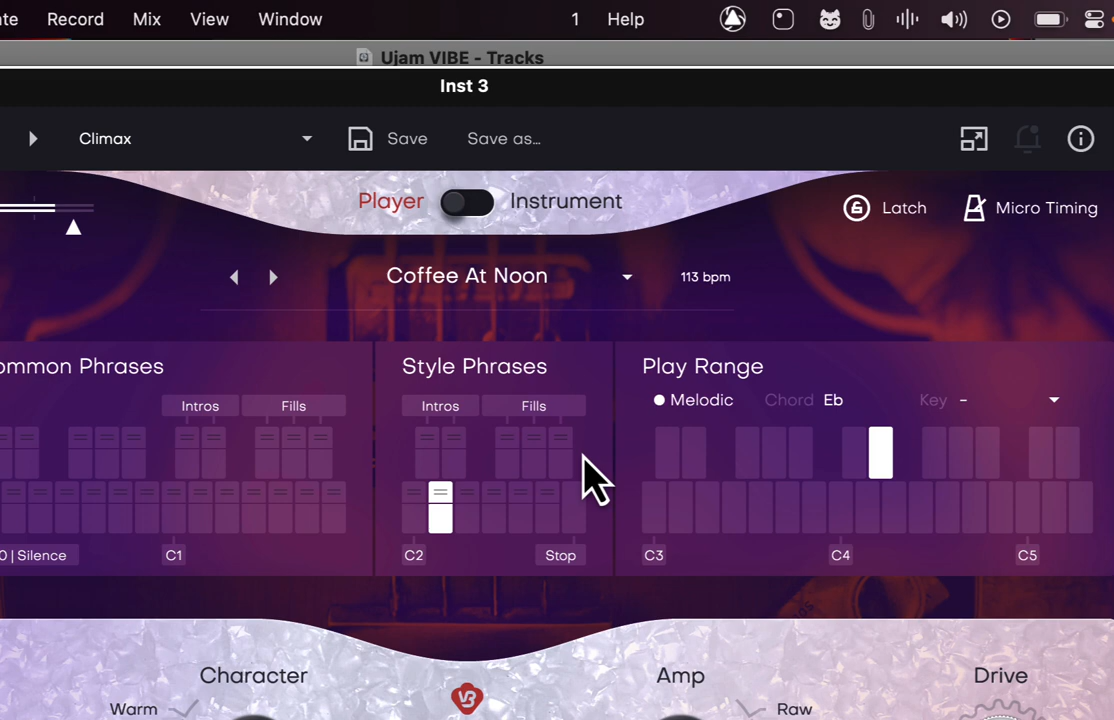 ate Record Mix View Window 1 Help
Ujam VIBE - Tracks
Inst 3
Climax Save Save as...
Player Instrument Latch Micro Timing
Coffee At Noon 113 bpm
ommon Phrases Style Phrases Play Range
Intros Fills Intros Fills Melodic Chord Eb Key -
0 | Silence C1 C2 Stop C3 C4 C5
Character Amp Drive
Warm VB Raw